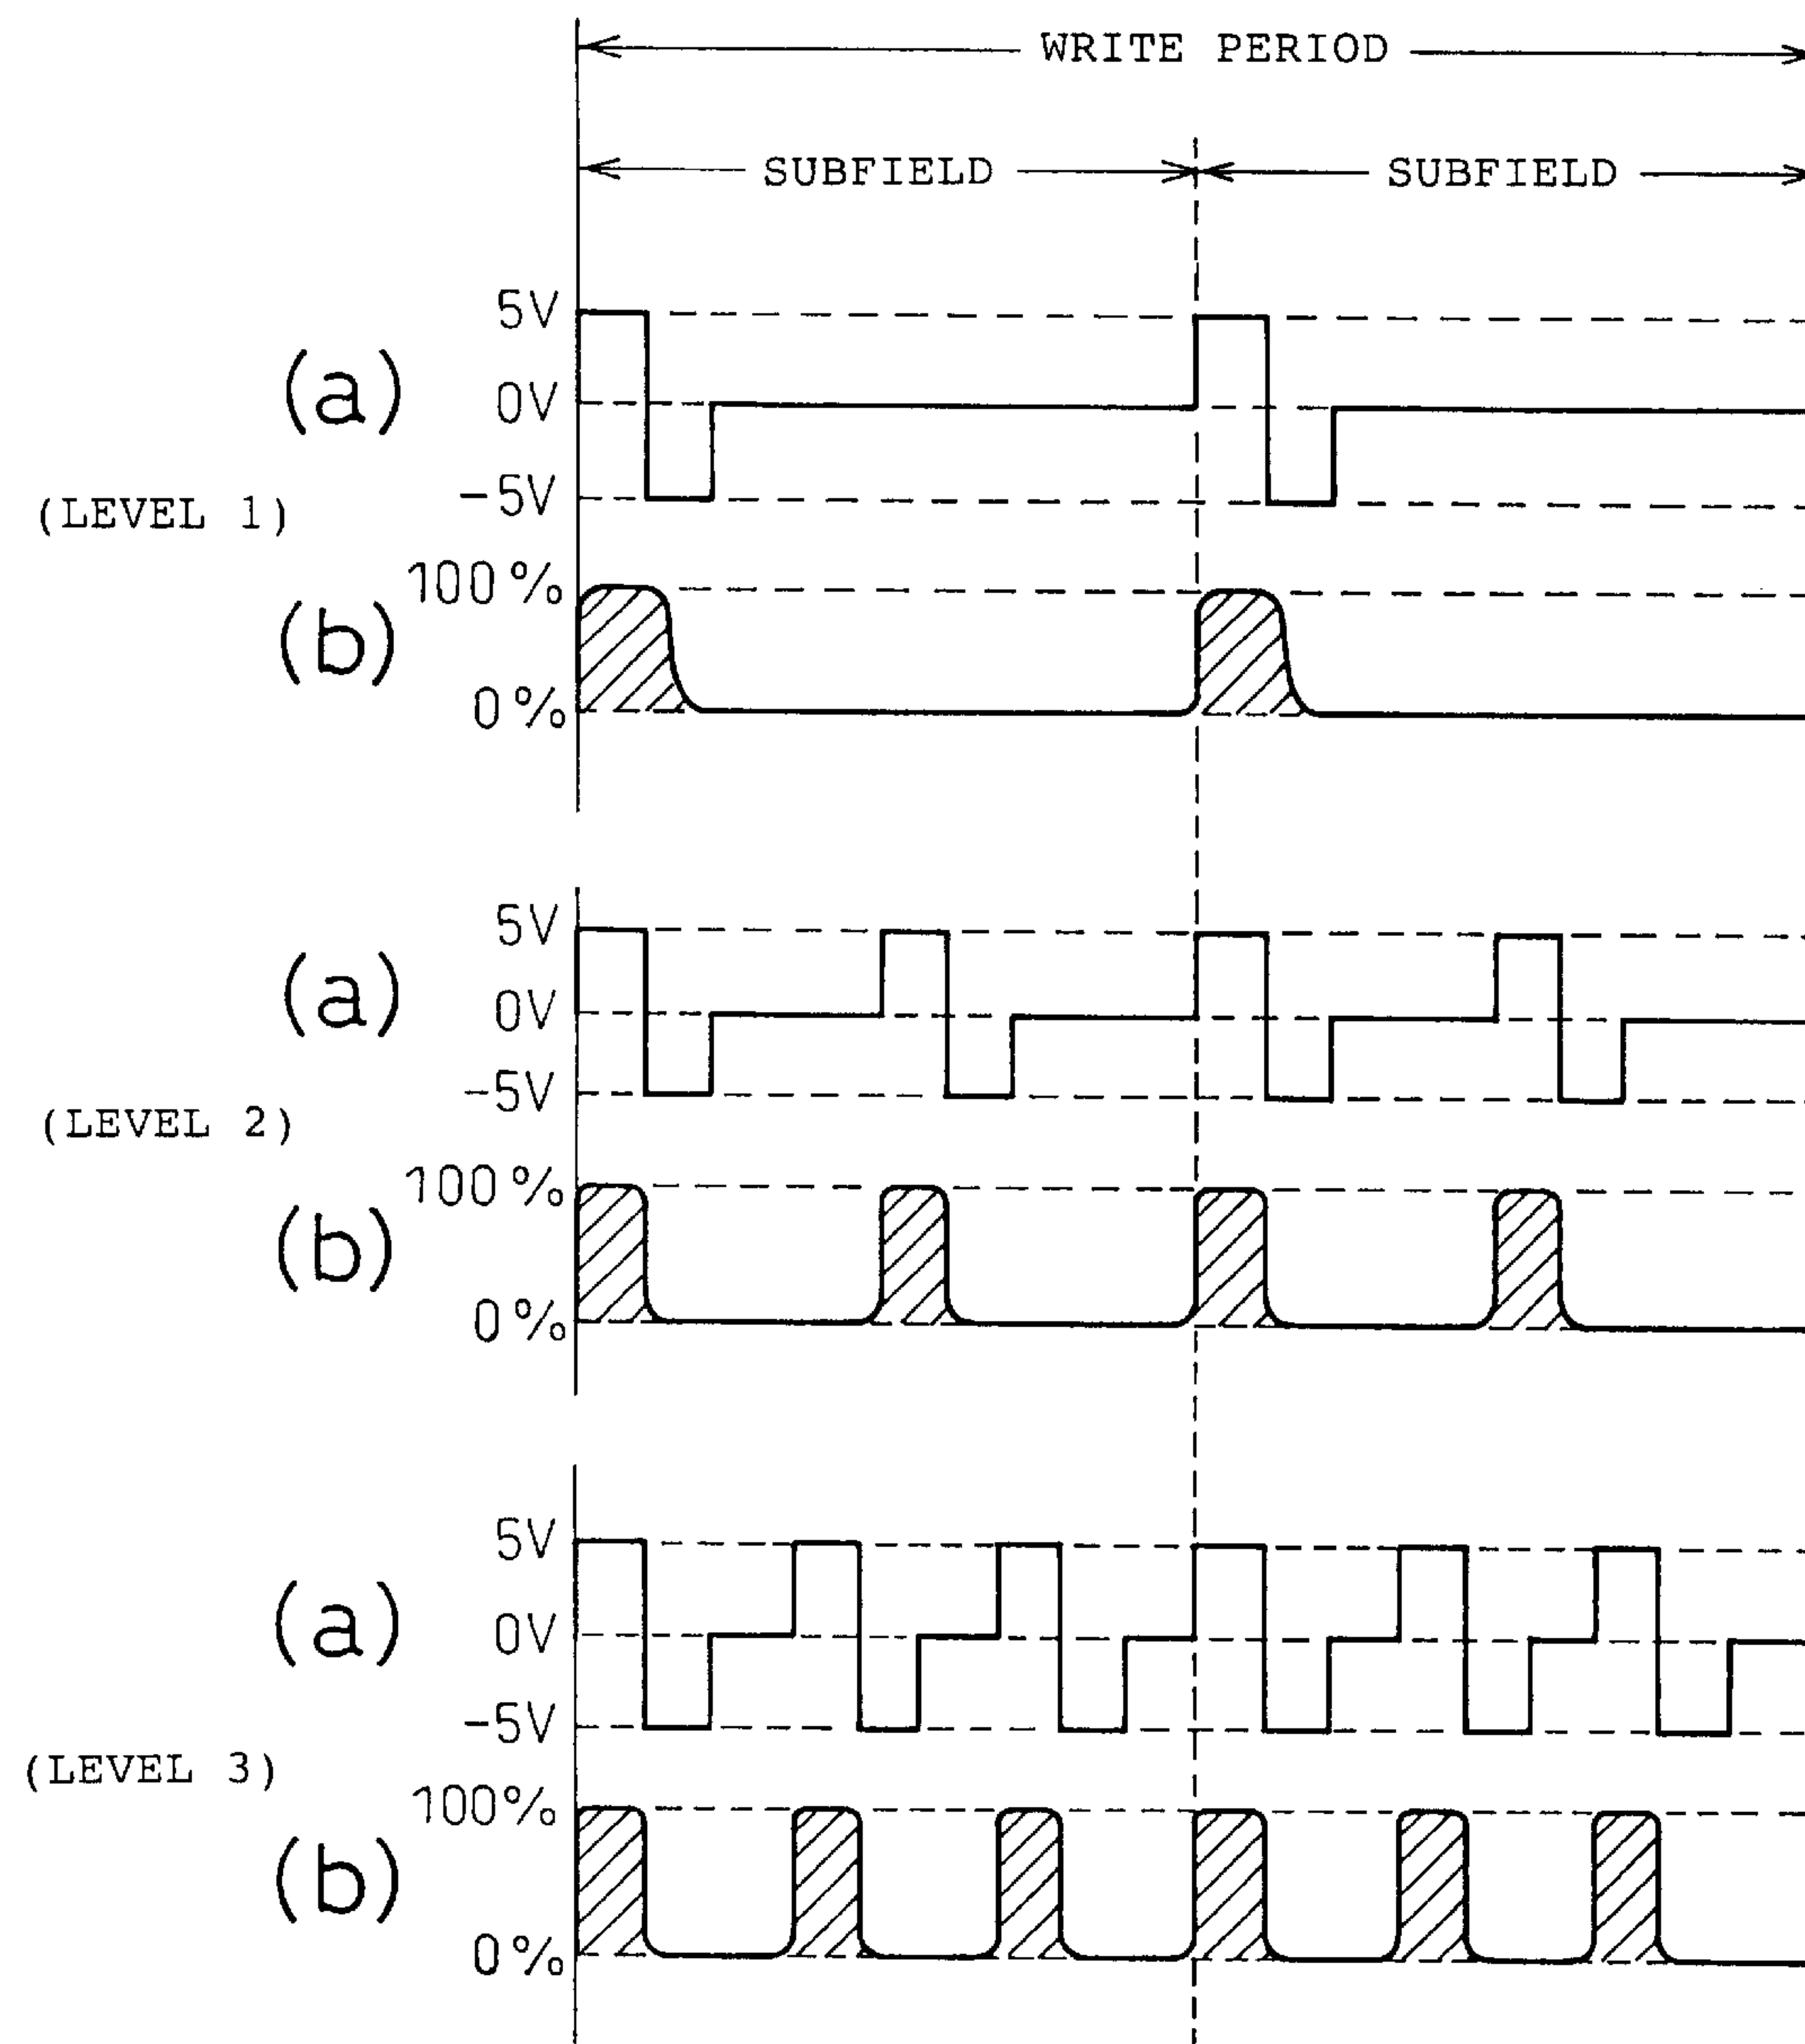 WRITE PERIOD
SUBFIELD SUBFIELD
5V
(a) 0V
-5V
(LEVEL 1)
100%
(b)
0%
5V
(a) 0V
-5V
(LEVEL 2)
100%
(b)
0%
5V
(a) 0V
-5V
(LEVEL 3)
100%
(b)
0%